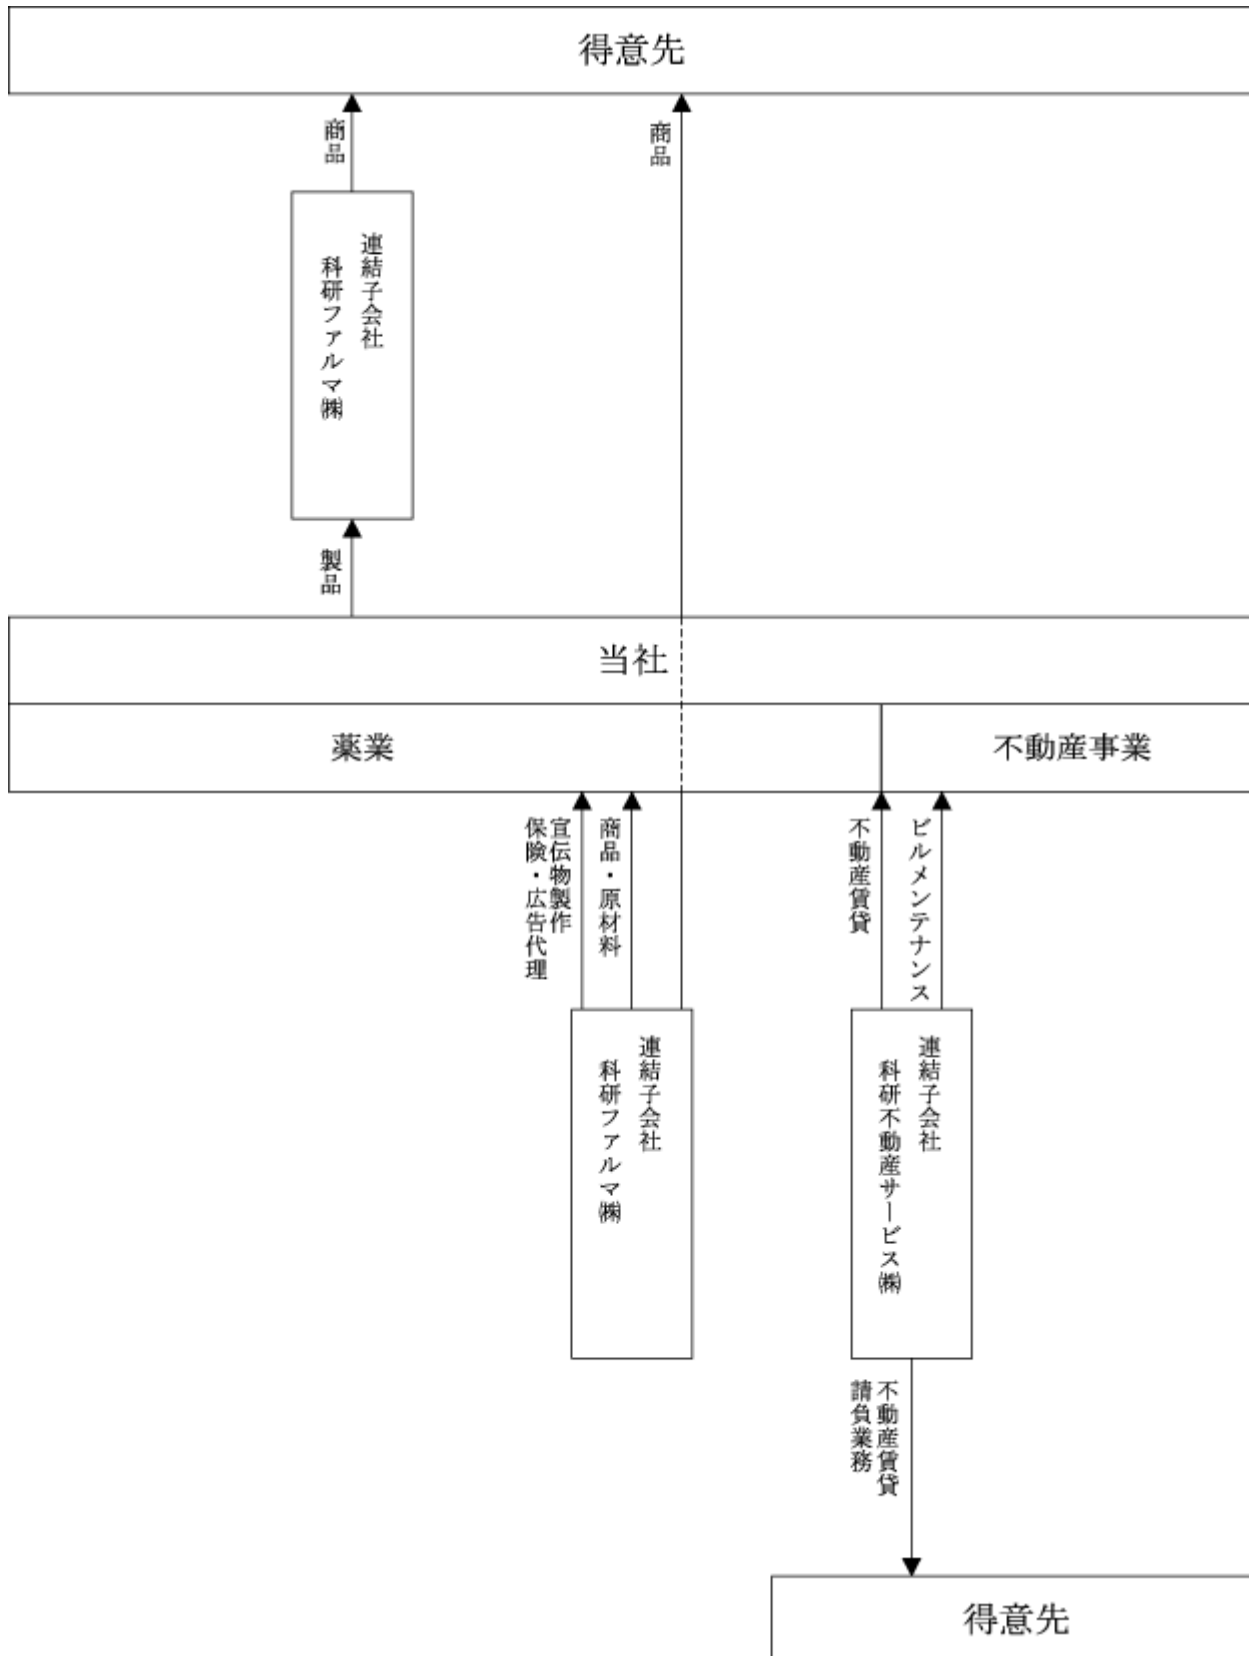 得意先
商品
商品
連結子会社
科研ファルマ㈱
製品
当社
薬業
不動産事業
宣伝物製作
保険・広告代理
商品・原材料
不動産賃貸
ビルメンテナンス
連結子会社
科研ファルマ㈱
連結子会社
科研不動産サービス㈱
不動産賃貸
請負業務
得意先